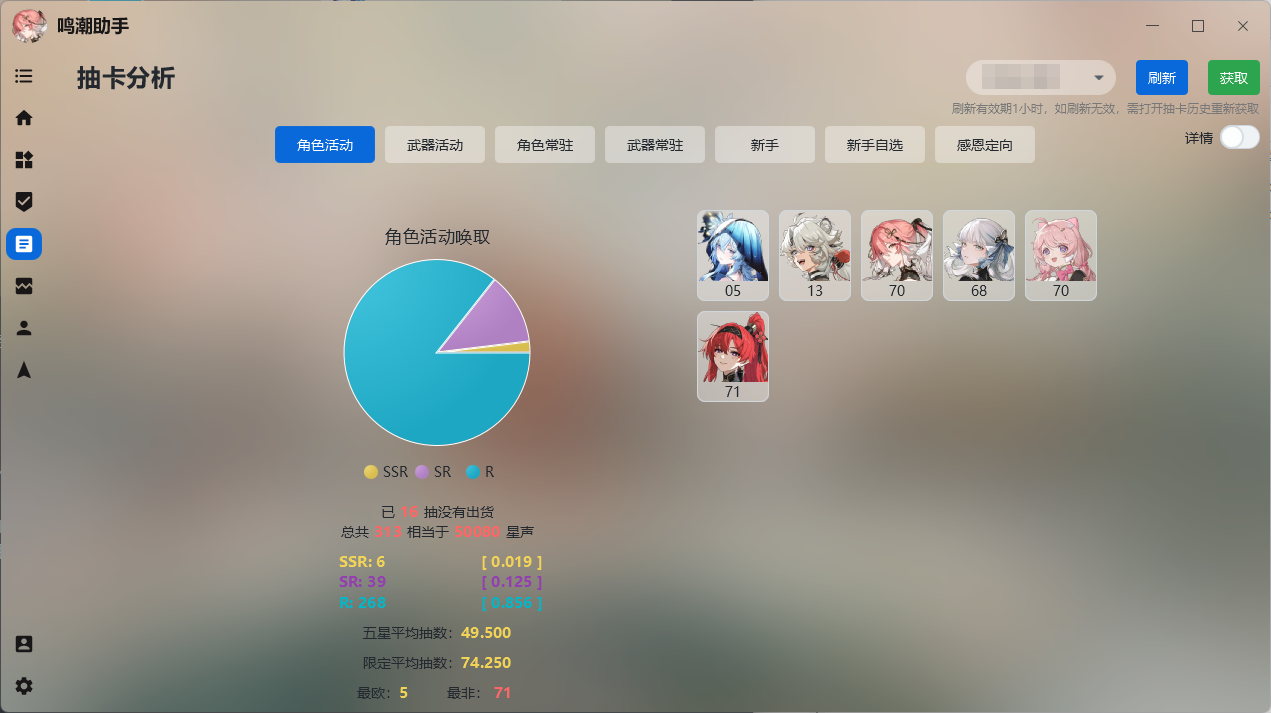 鸣潮助手
抽卡分析
刷新
获取
刷新有效期1小时，如刷新无效，需打开抽卡历史重新获取
角色活动
武器活动
角色常驻
武器常驻
新手
新手自选
感恩定向
详情
角色活动唤取
SSR SR R
已 16 抽没有出货
总共 313 相当于 50080 星声
SSR: 6 [ 0.019 ]
SR: 39 [ 0.125 ]
R: 268 [ 0.856 ]
五星平均抽数: 49.500
限定平均抽数: 74.250
最欧: 5 最非: 71
05 13 70 68 70
71